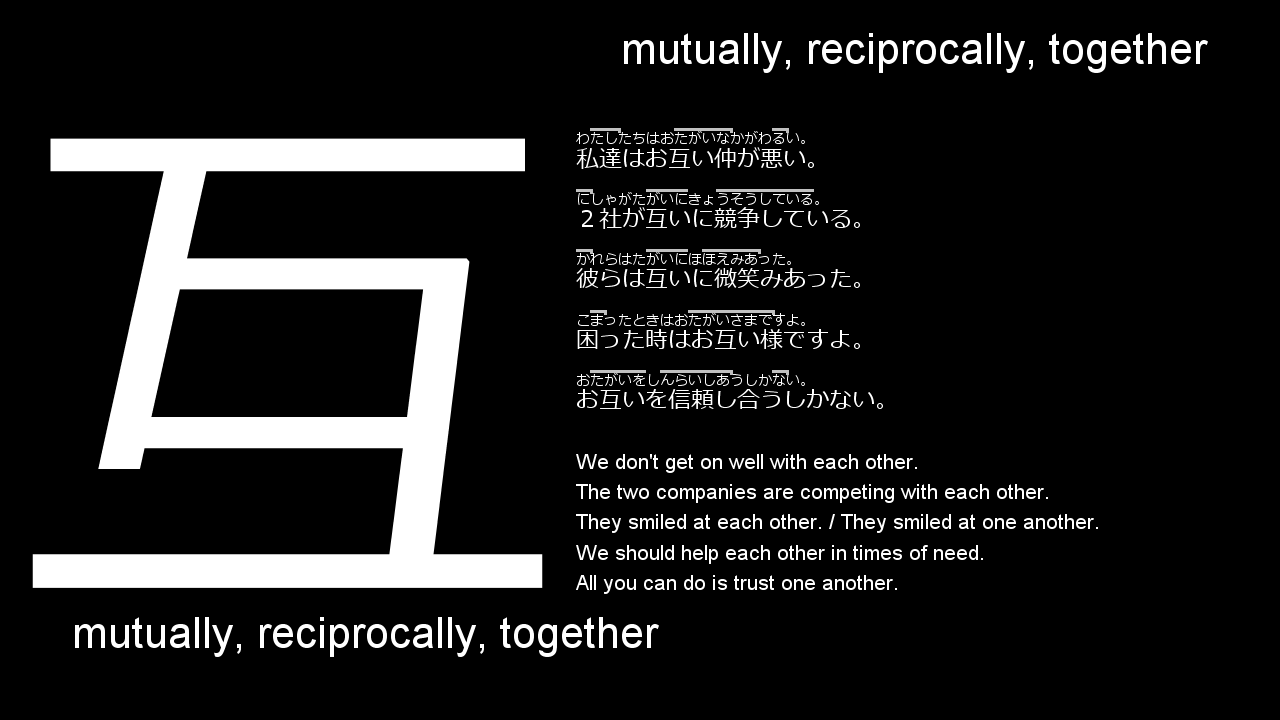 mutually, reciprocally, together
互
わたしたちはおたがいなかがわるい。
私達はお互い仲が悪い。
にしゃがたがいにきょうそうしている。
２社が互いに競争している。
かれらはたがいにほほえみあった。
彼らは互いに微笑みあった。
こまったときはおたがいさまですよ。
困った時はお互い様ですよ。
おたがいをしんらいしあうしかない。
お互いを信頼し合うしかない。
We don't get on well with each other.
The two companies are competing with each other.
They smiled at each other. / They smiled at one another.
We should help each other in times of need.
All you can do is trust one another.
mutually, reciprocally, together